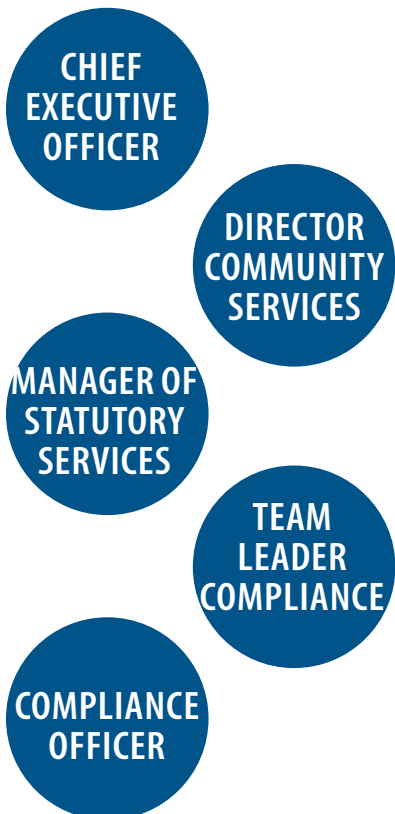 CHIEF
EXECUTIVE
OFFICER
DIRECTOR
COMMUNITY
SERVICES
MANAGER OF
STATUTORY
SERVICES
TEAM
LEADER
COMPLIANCE
COMPLIANCE
OFFICER